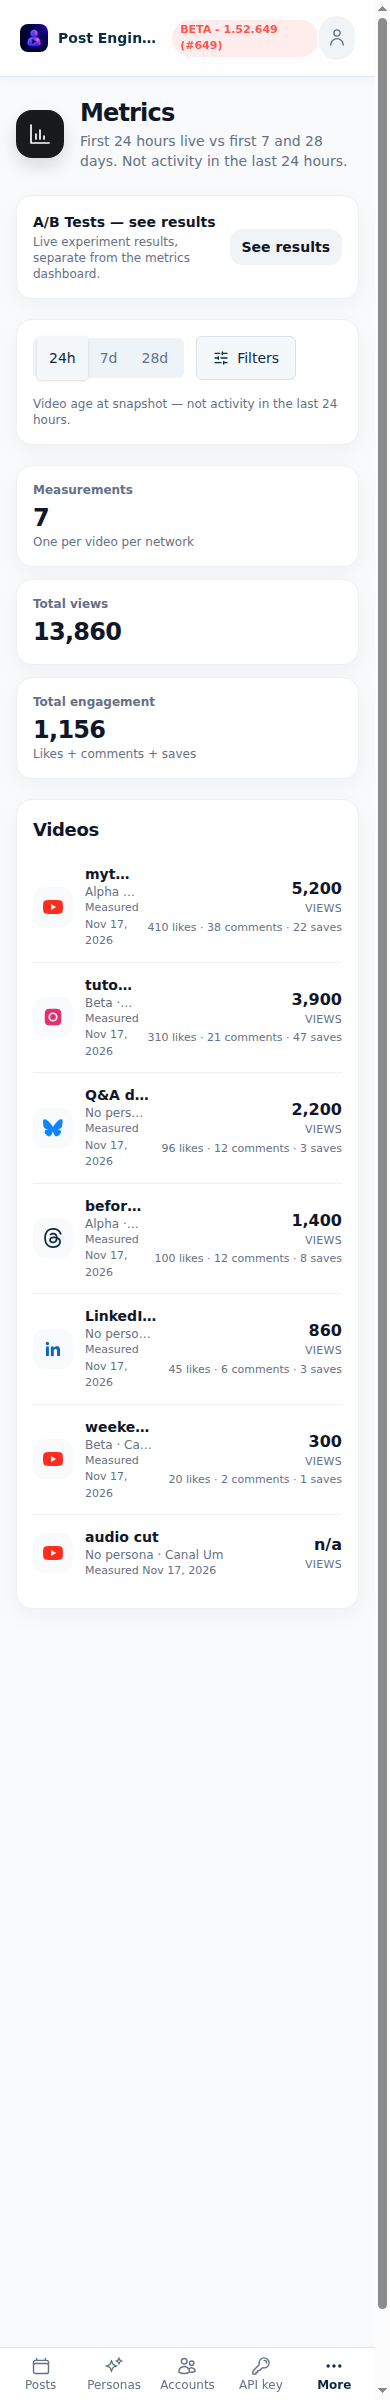 Post Engin…
BETA - 1.52.649
(#649)
Metrics
First 24 hours live vs first 7 and 28
days. Not activity in the last 24 hours.
A/B Tests — see results
Live experiment results,
separate from the metrics
dashboard.
See results
24h
7d
28d
Filters
Video age at snapshot — not activity in the last 24
hours.
Measurements
7
One per video per network
Total views
13,860
Total engagement
1,156
Likes + comments + saves
Videos
myt…
Alpha …
Measured
Nov 17,
2026
5,200
VIEWS
410 likes · 38 comments · 22 saves
tuto…
Beta ·…
Measured
Nov 17,
2026
3,900
VIEWS
310 likes · 21 comments · 47 saves
Q&A d…
No pers…
Measured
Nov 17,
2026
2,200
VIEWS
96 likes · 12 comments · 3 saves
befor…
Alpha ·…
Measured
Nov 17,
2026
1,400
VIEWS
100 likes · 12 comments · 8 saves
LinkedI…
No perso…
Measured
Nov 17,
2026
860
VIEWS
45 likes · 6 comments · 3 saves
weeke…
Beta · Ca…
Measured
Nov 17,
2026
300
VIEWS
20 likes · 2 comments · 1 saves
audio cut
No persona · Canal Um
Measured Nov 17, 2026
n/a
VIEWS
Posts
Personas
Accounts
API key
More